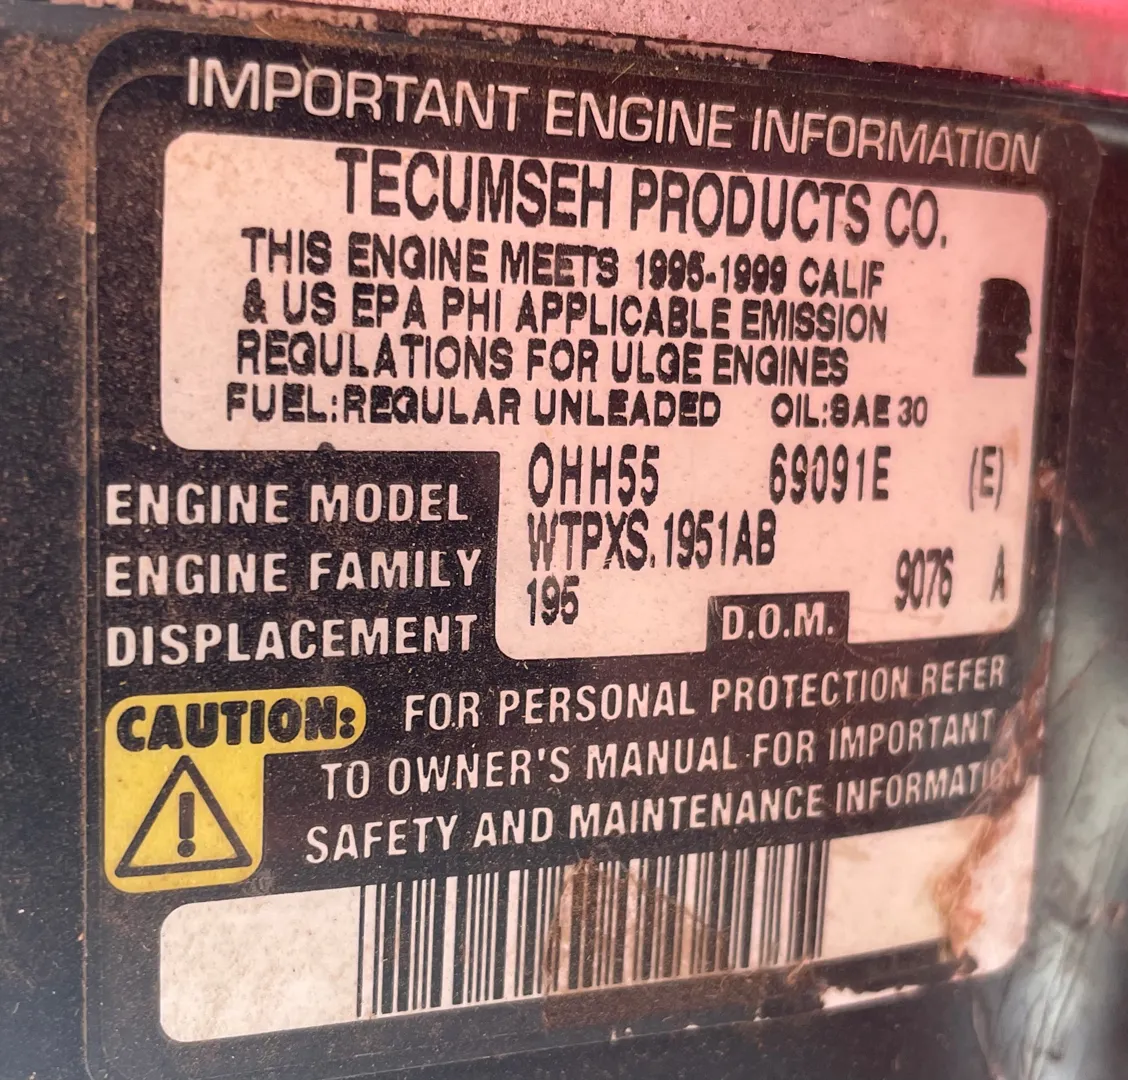 IMPORTANT ENGINE INFORMATION
TECUMSEH PRODUCTS CO.
THIS ENGINE MEETS 1995-1999 CALIF
& US EPA PHI APPLICABLE EMISSION
REGULATIONS FOR ULGE ENGINES
FUEL:REGULAR UNLEADED OIL:SAE 30
ENGINE MODEL OHH55 69091E (E)
ENGINE FAMILY WTPXS.1951AB
DISPLACEMENT 195 D.O.M. 9076 A
CAUTION: FOR PERSONAL PROTECTION REFER
TO OWNER'S MANUAL FOR IMPORTANT
SAFETY AND MAINTENANCE INFORMATION